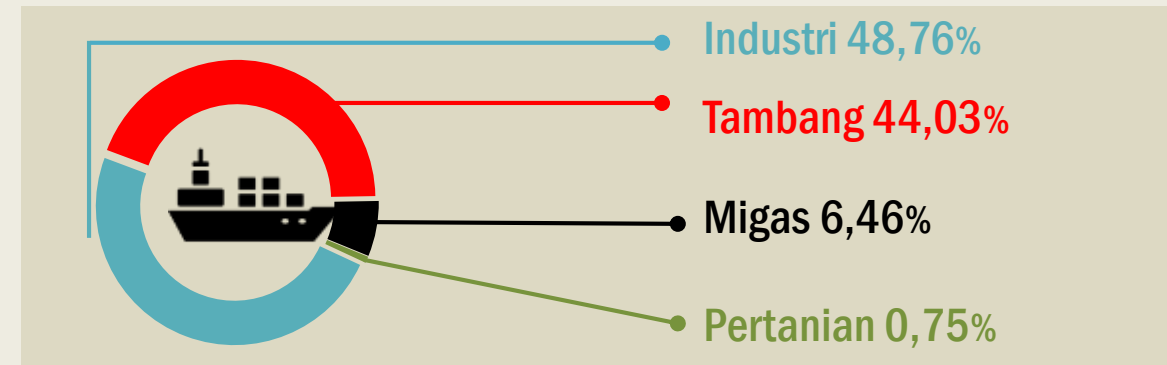 Industri 48,76%
Tambang 44,03%
Migas 6,46%
Pertanian 0,75%